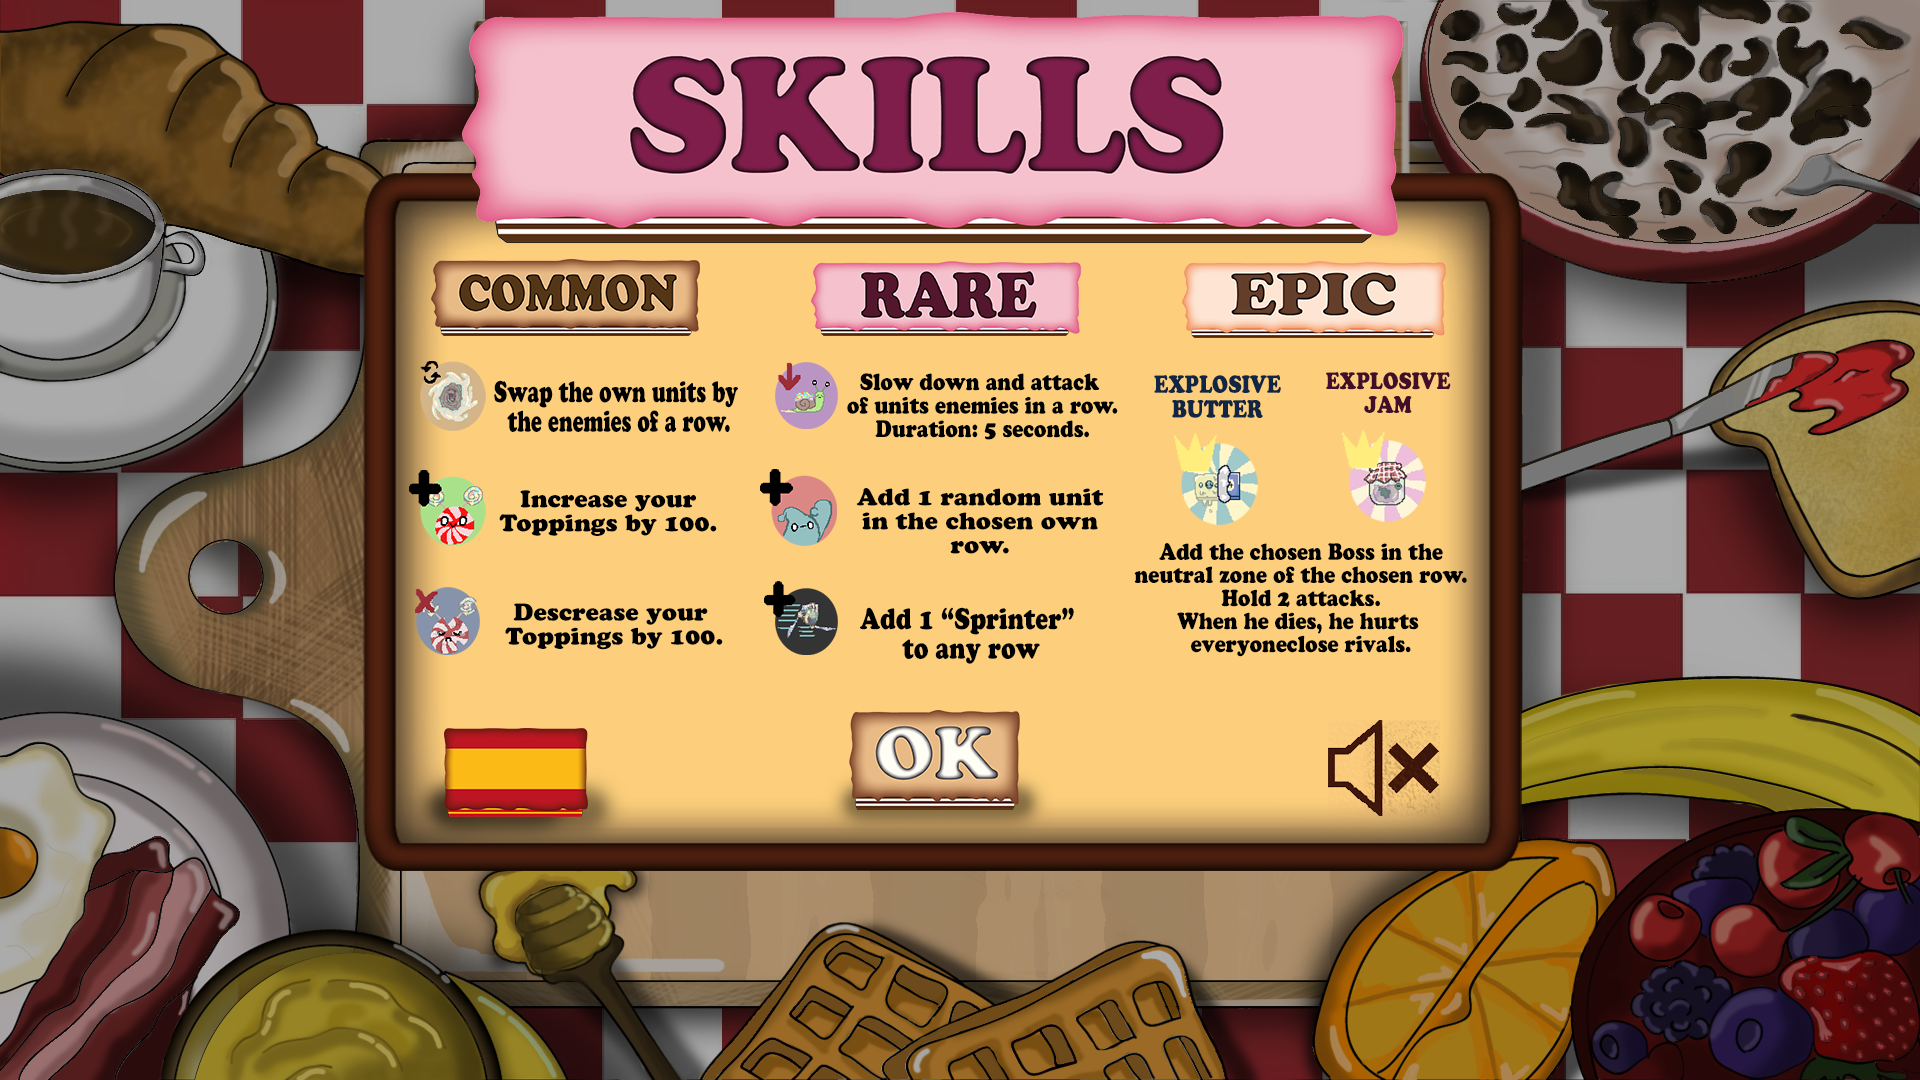 SKILLS
COMMON
Swap the own units by
the enemies of a row.
Increase your
Toppings by 100.
Descrease your
Toppings by 100.
RARE
Slow down and attack
of units enemies in a row.
Duration: 5 seconds.
Add 1 random unit
in the chosen own
row.
Add 1 “Sprinter”
to any row
EPIC
EXPLOSIVE
BUTTER
EXPLOSIVE
JAM
Add the chosen Boss in the
neutral zone of the chosen row.
Hold 2 attacks.
When he dies, he hurts
everyoneclose rivals.
OK